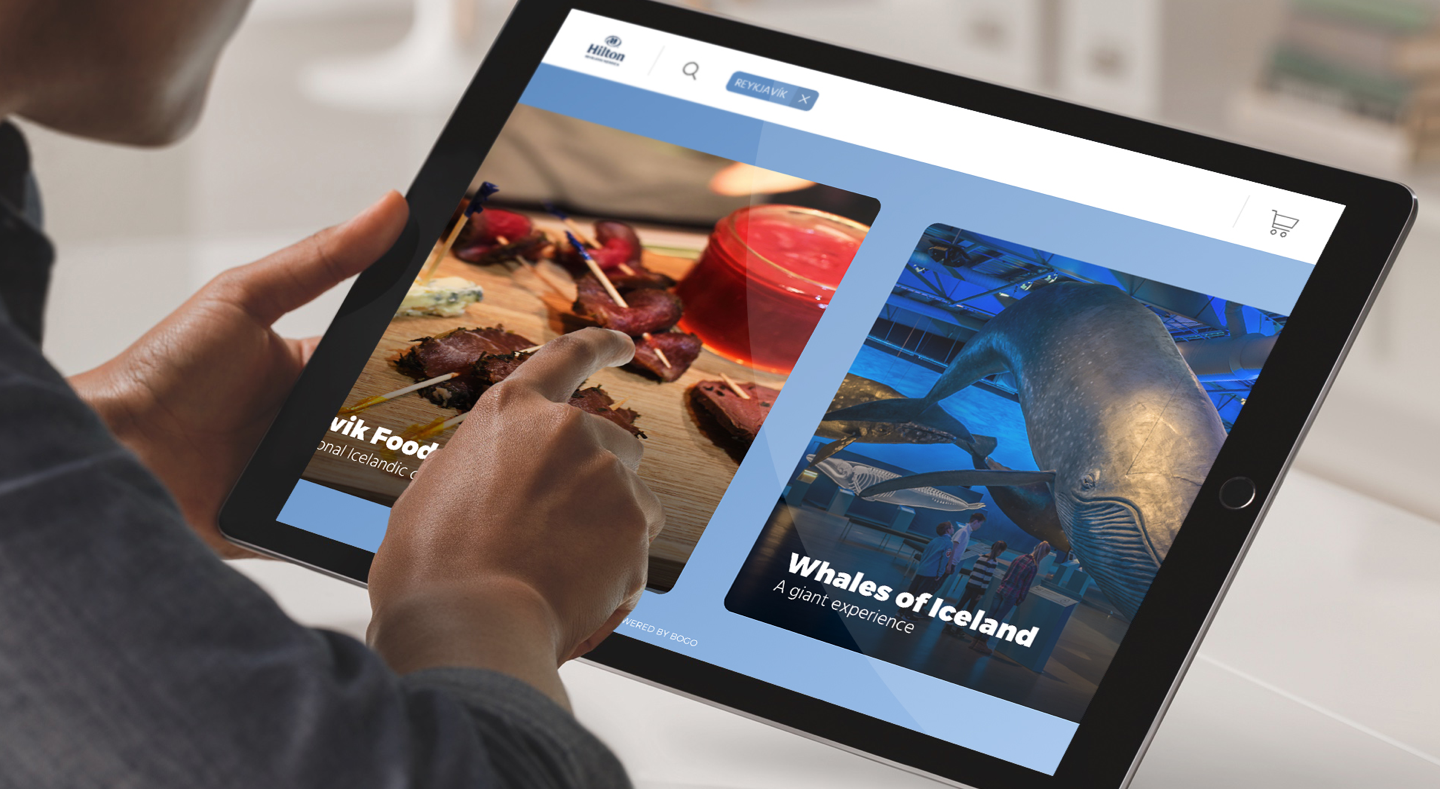 Hilton
REYKJAVÍK
vik Food
onal Icelandic
Whales of Iceland
A giant experience
WERED BY BOGO